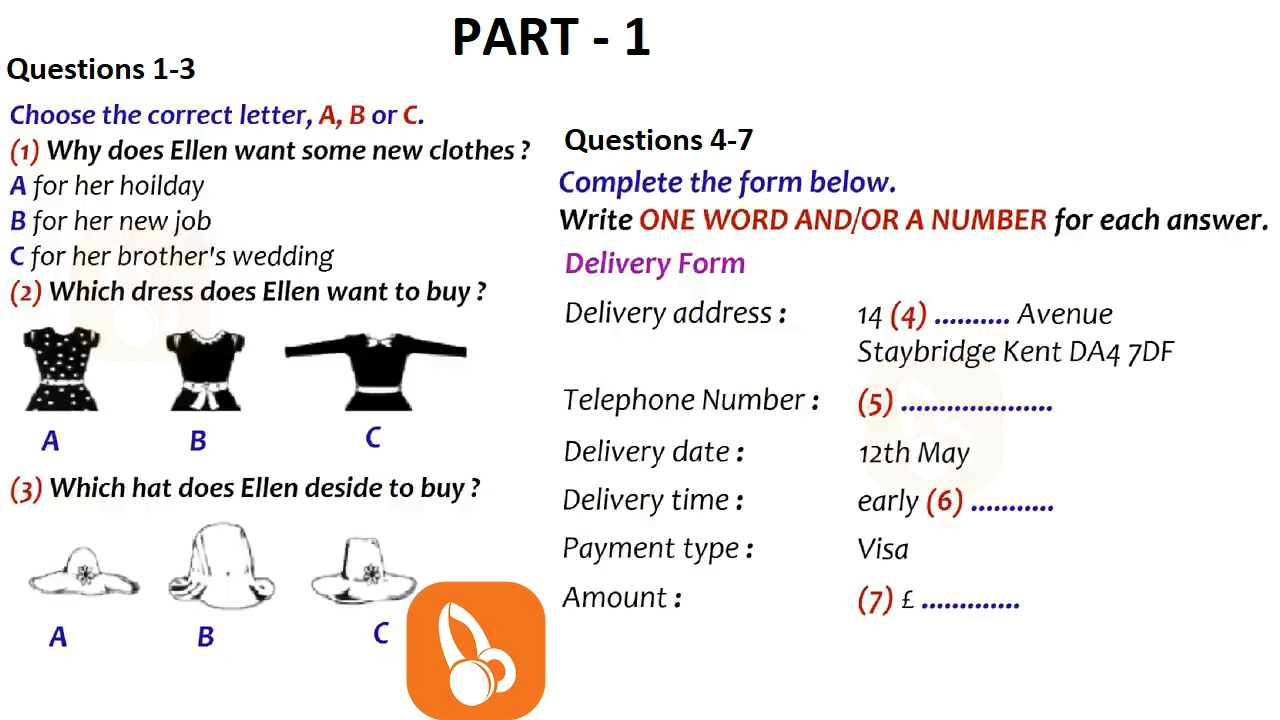 PART - 1
Questions 1-3
Choose the correct letter, A, B or C.
(1) Why does Ellen want some new clothes ?
A for her hoilday
B for her new job
C for her brother's wedding
(2) Which dress does Ellen want to buy ?
A B C
(3) Which hat does Ellen deside to buy ?
A B C
Questions 4-7
Complete the form below.
Write ONE WORD AND/OR A NUMBER for each answer.
Delivery Form
Delivery address : 14 (4) .......... Avenue
Staybridge Kent DA4 7DF
Telephone Number : (5) ....................
Delivery date : 12th May
Delivery time : early (6) ...........
Payment type : Visa
Amount : (7) £ .............